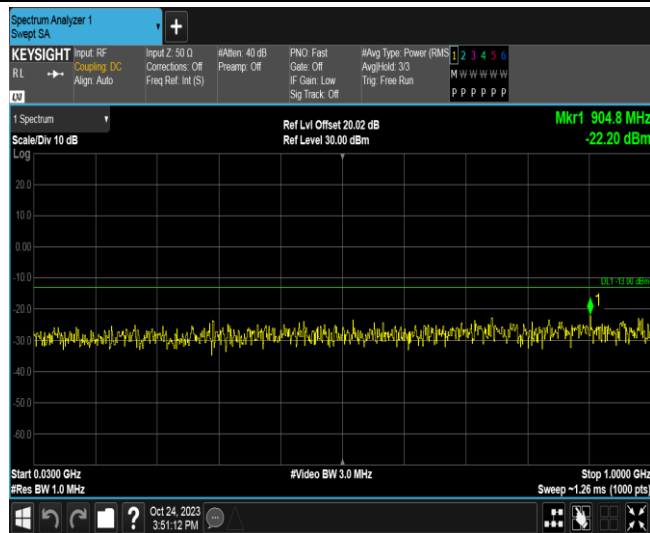 Spectrum Analyzer 1
Swept SA
+
KEYSIGHT Input: RF Input Z: 50 Ω #Atten: 40 dB PNO: Fast #Avg Type: Power (RMS 1 2 3 4 5 6
RL Coupling: DC Corrections: Off Preamp: Off Gate: Off Avg|Hold: 3/3 M W W W W W
Align: Auto Freq Ref: Int (S) IF Gain: Low Trig: Free Run
Sig Track: Off P P P P P P
1 Spectrum Ref Lvl Offset 20.02 dB Mkr1 904.8 MHz
Scale/Div 10 dB Ref Level 30.00 dBm -22.20 dBm
Log
20.0
10.0
0.00
-10.0
DL1 -13.00 dBm
1
-20.0
-30.0
-40.0
-50.0
-60.0
Start 0.0300 GHz #Video BW 3.0 MHz Stop 1.0000 GHz
#Res BW 1.0 MHz Sweep ~1.26 ms (1000 pts)
? Oct 24, 2023
3:51:12 PM